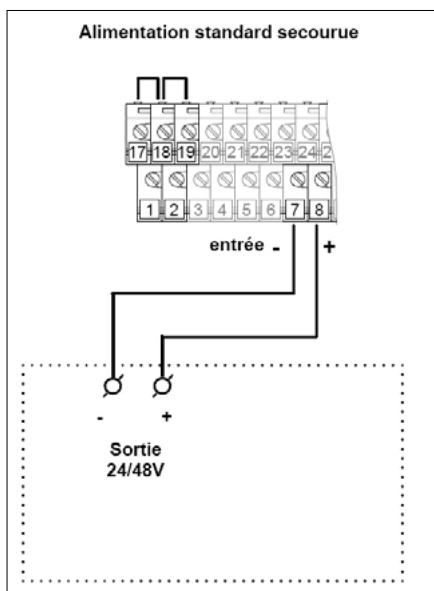 Alimentation standard secourue
17 18 19 20 21 22 23 24 2
1 2 3 4 5 6 7 8
entrée - +
- +
Sortie
24/48V